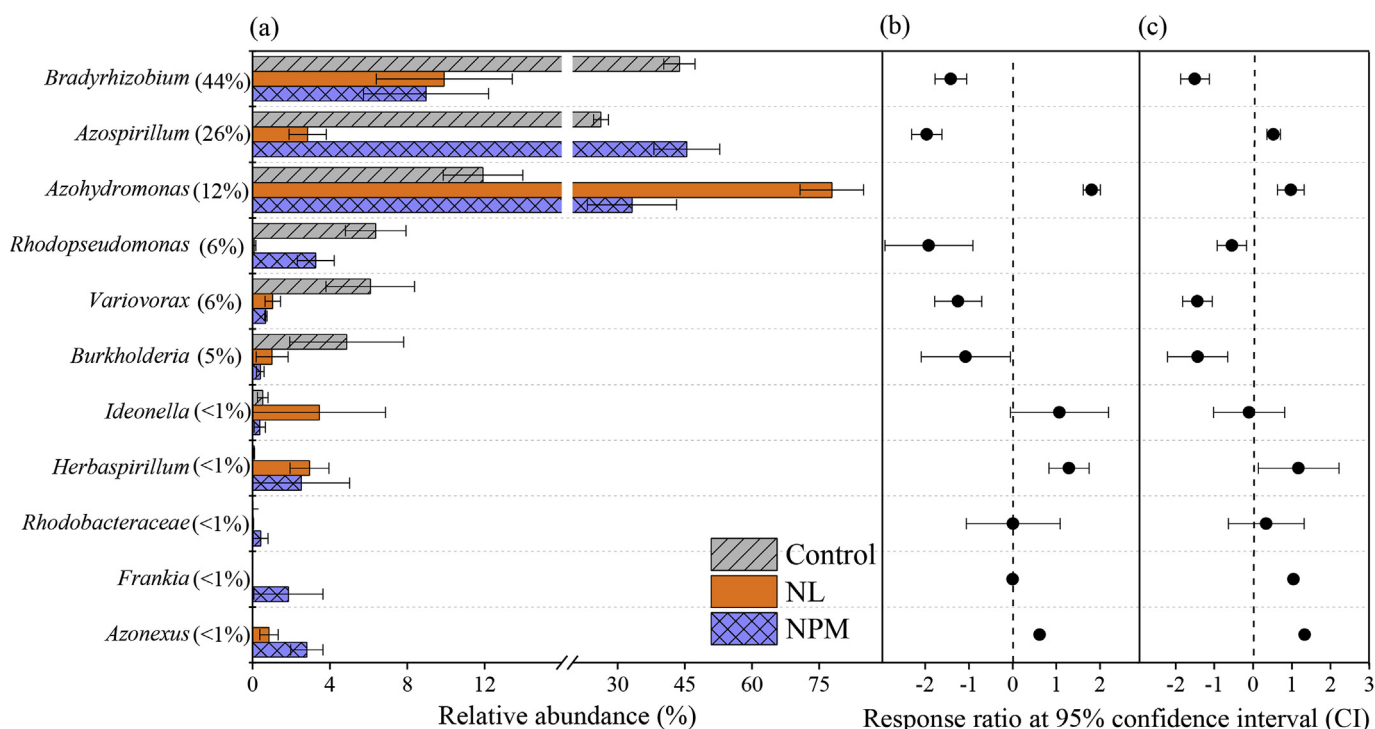 (a) (b) (c)
Bradyrhizobium (44%)
Azospirillum (26%)
Azohydromonas (12%)
Rhodopseudomonas (6%)
Variovorax (6%)
Burkholderia (5%)
Ideonella (<1%)
Herbaspirillum (<1%)
Rhodobacteraceae (<1%)
Frankia (<1%)
Azonexus (<1%)
Control
NL
NPM
0 4 8 12 30 45 60 75 -2 -1 0 1 2 -2 -1 0 1 2 3
Relative abundance (%) Response ratio at 95% confidence interval (CI)